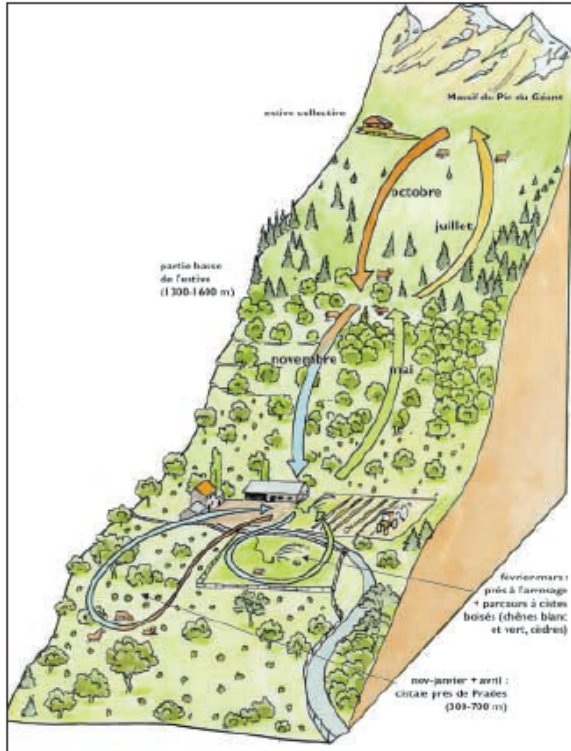 Massif du Pic du Géant
estive collective
octobre
juillet
partie basse
de l'estive
(1300-1600 m)
novembre
mai
février-mars :
prés à l'arrosage
+ parcours à cistes
boisés (chênes blanc
et vert, cèdres)
nov-janvier + avril :
cistaie près de Prades
(300-700 m)